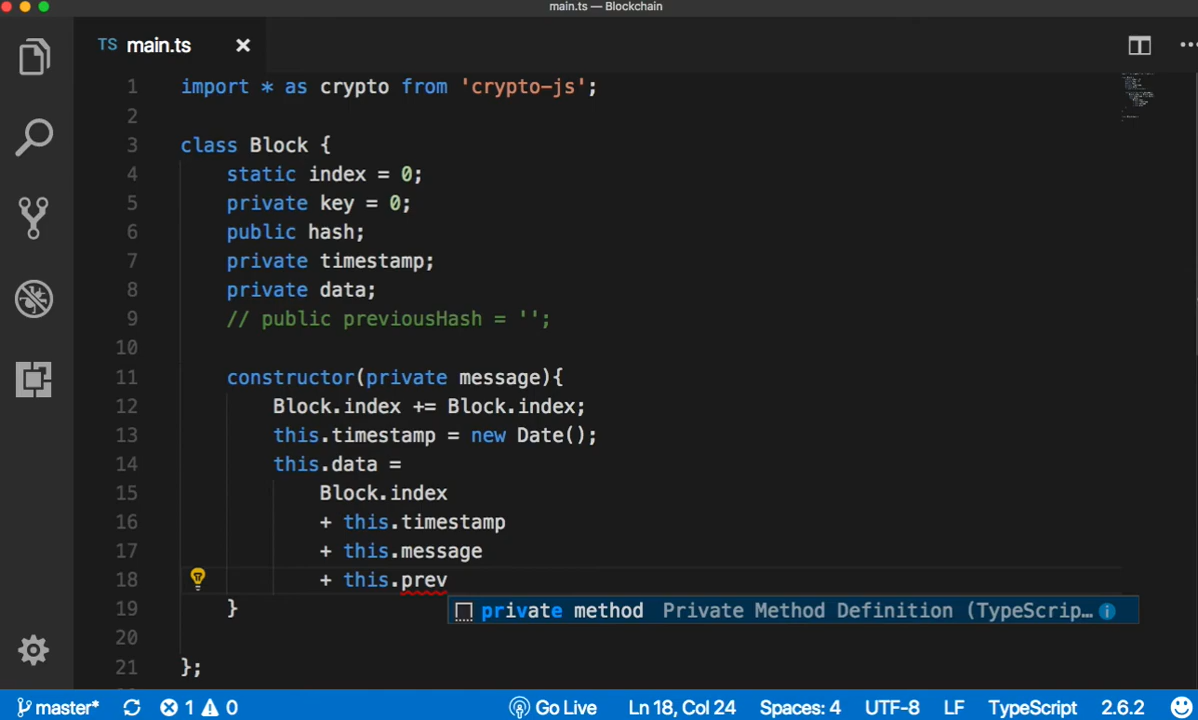 main.ts — Blockchain
TS main.ts
1 import * as crypto from 'crypto-js';
2
3 class Block {
4 static index = 0;
5 private key = 0;
6 public hash;
7 private timestamp;
8 private data;
9 // public previousHash = '';
10
11 constructor(private message){
12 Block.index += Block.index;
13 this.timestamp = new Date();
14 this.data =
15 Block.index
16 + this.timestamp
17 + this.message
18 + this.prev
private method Private Method Definition (TypeScrip…
19 }
20
21 };
master* 1 0 Go Live Ln 18, Col 24 Spaces: 4 UTF-8 LF TypeScript 2.6.2